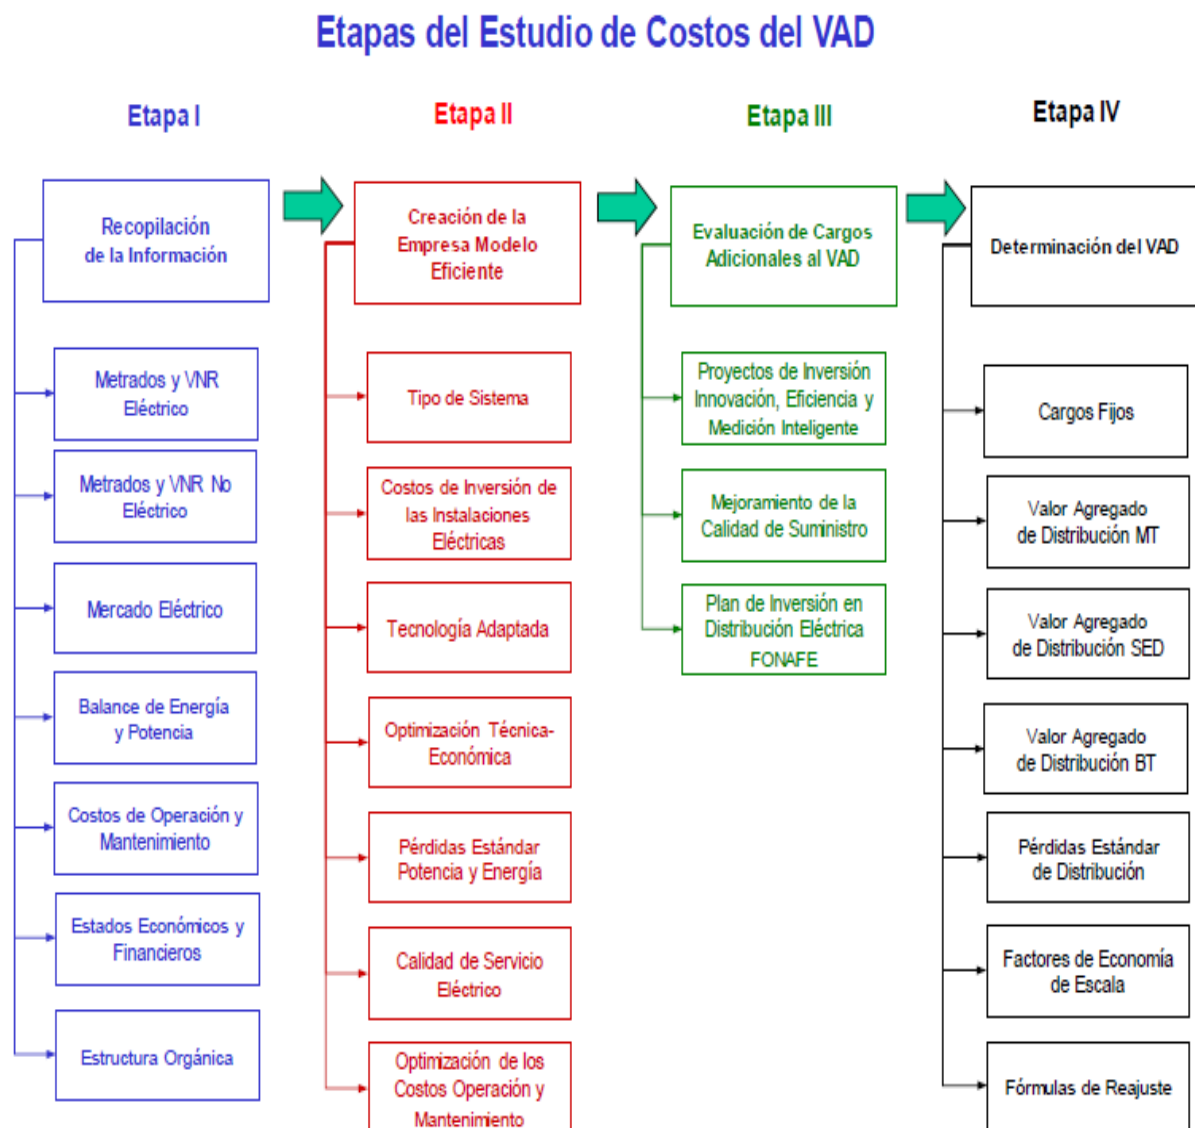 Etapas del Estudio de Costos del VAD
Etapa I
Recopilación
de la Información
Metrados y VNR
Eléctrico
Metrados y VNR No
Eléctrico
Mercado Eléctrico
Balance de Energía
y Potencia
Costos de Operación y
Mantenimiento
Estados Económicos y
Financieros
Estructura Orgánica
Etapa II
Creación de la
Empresa Modelo
Eficiente
Tipo de Sistema
Costos de Inversión de
las Instalaciones
Eléctricas
Tecnología Adaptada
Optimización Técnica-
Económica
Pérdidas Estándar
Potencia y Energía
Calidad de Servicio
Eléctrico
Optimización de los
Costos Operación y
Mantenimiento
Etapa III
Evaluación de Cargos
Adicionales al VAD
Proyectos de Inversión
Innovación, Eficiencia y
Medición Inteligente
Mejoramiento de la
Calidad de Suministro
Plan de Inversión en
Distribución Eléctrica
FONAFE
Etapa IV
Determinación del VAD
Cargos Fijos
Valor Agregado
de Distribución MT
Valor Agregado
de Distribución SED
Valor Agregado
de Distribución BT
Pérdidas Estándar
de Distribución
Factores de Economía
de Escala
Fórmulas de Reajuste